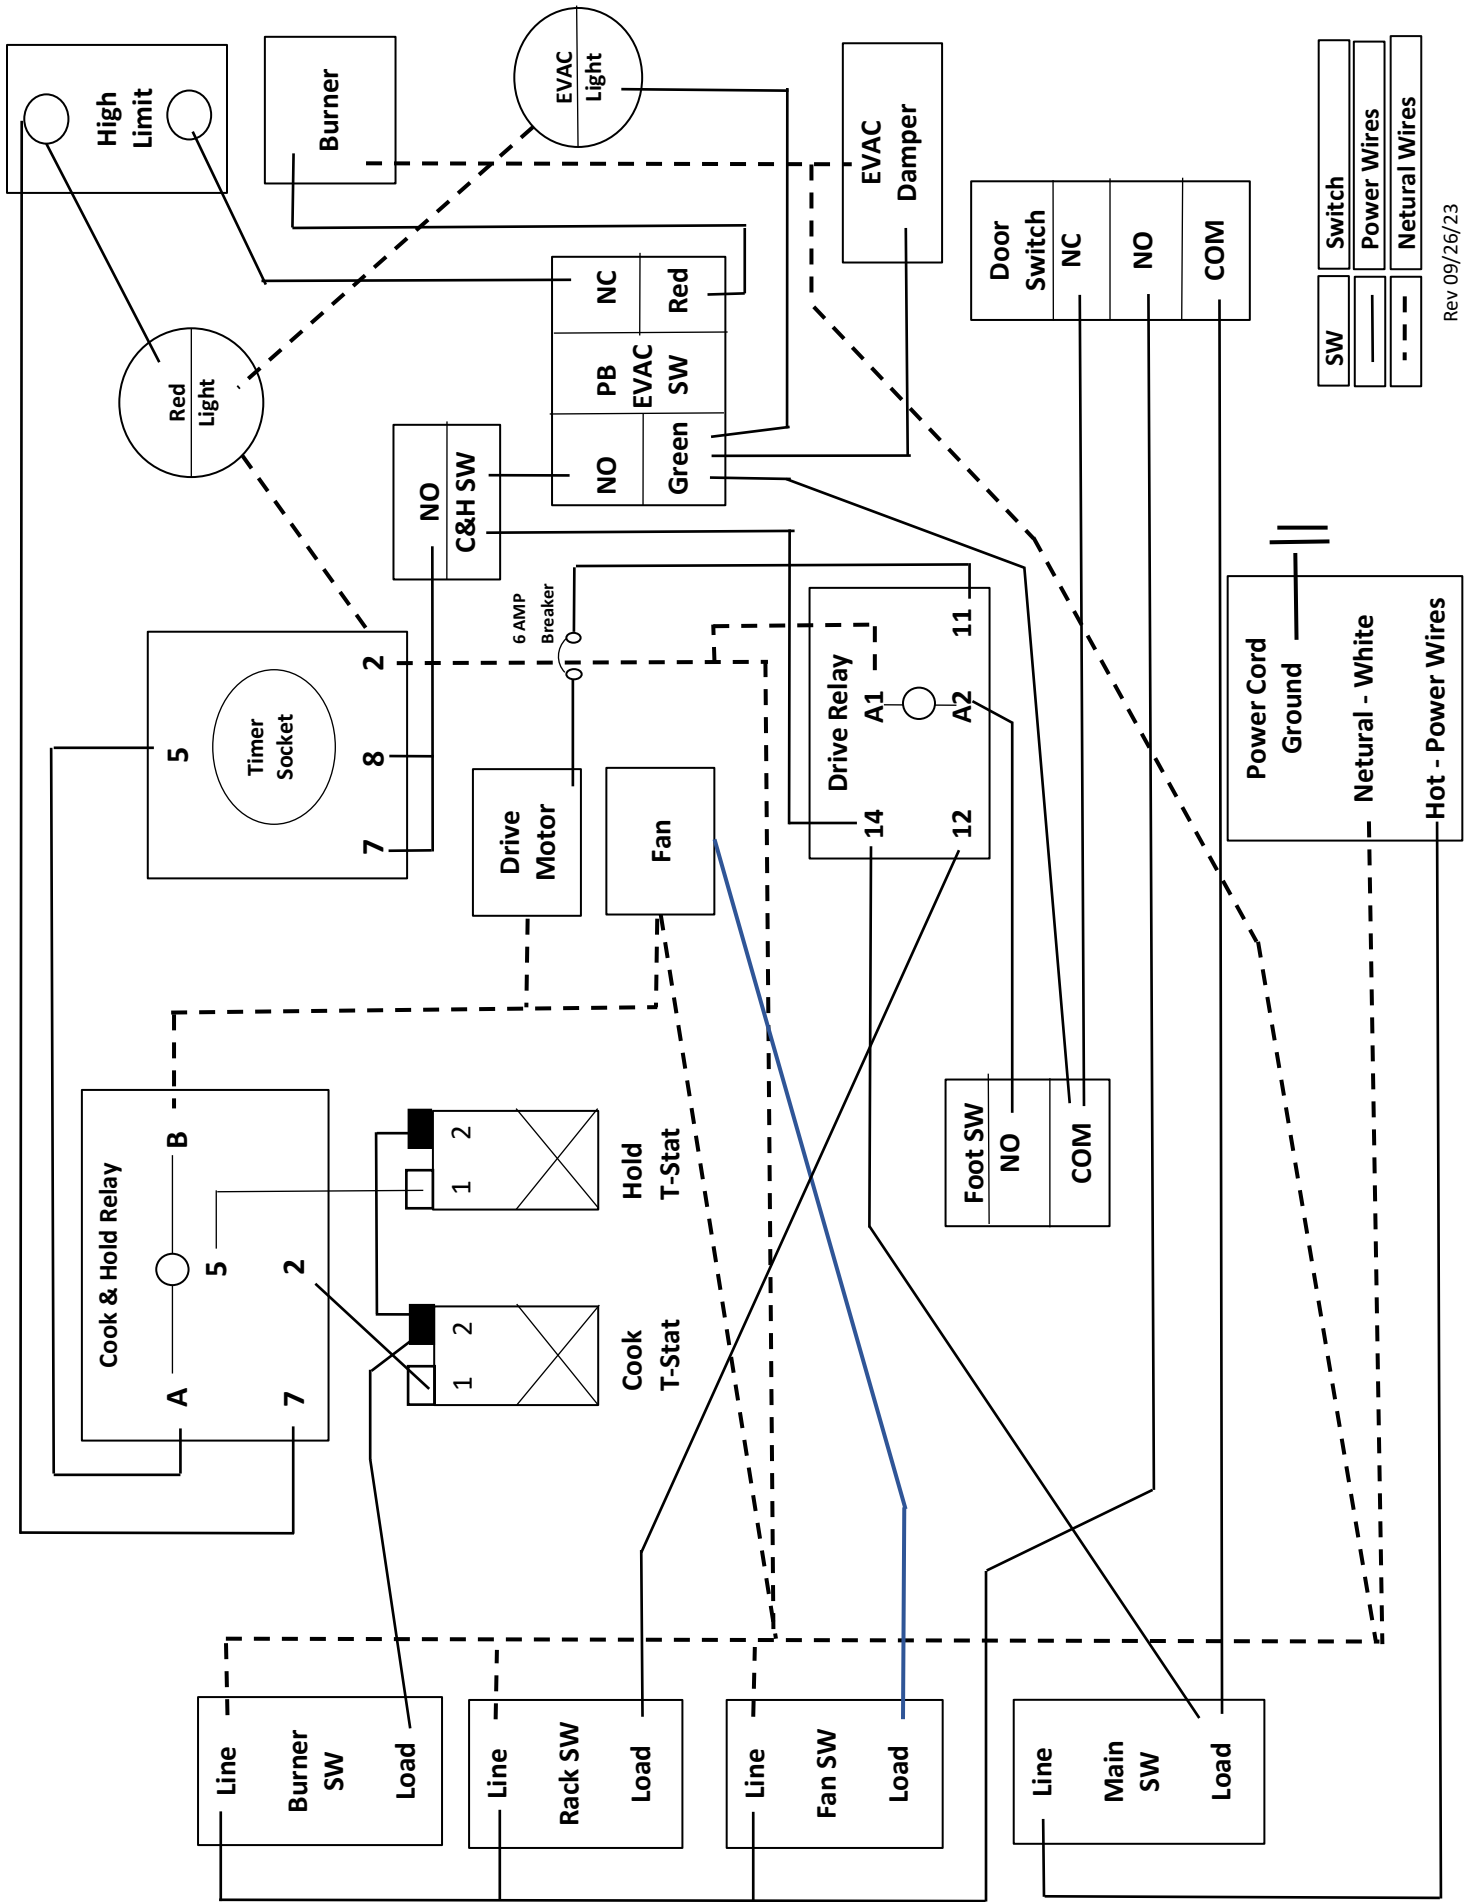 High
Limit
Burner
EVAC
Light
EVAC
Damper
Door
Switch
NC
NO
COM
SW
Switch
Power Wires
Netural Wires
Rev 09/26/23
Red
Light
NO
C&H SW
NC
Red
PB
EVAC
SW
NO
Green
Timer
Socket
5
2
8
7
6 AMP
Breaker
Drive
Motor
Fan
Drive Relay
A1
A2
11
14
12
Power Cord
Ground
Netural - White
Hot - Power Wires
Cook & Hold Relay
A
B
5
2
7
1
2
Hold
T-Stat
1
2
Cook
T-Stat
Foot SW
NO
COM
Line
Burner
SW
Load
Line
Rack SW
Load
Line
Fan SW
Load
Line
Main
SW
Load